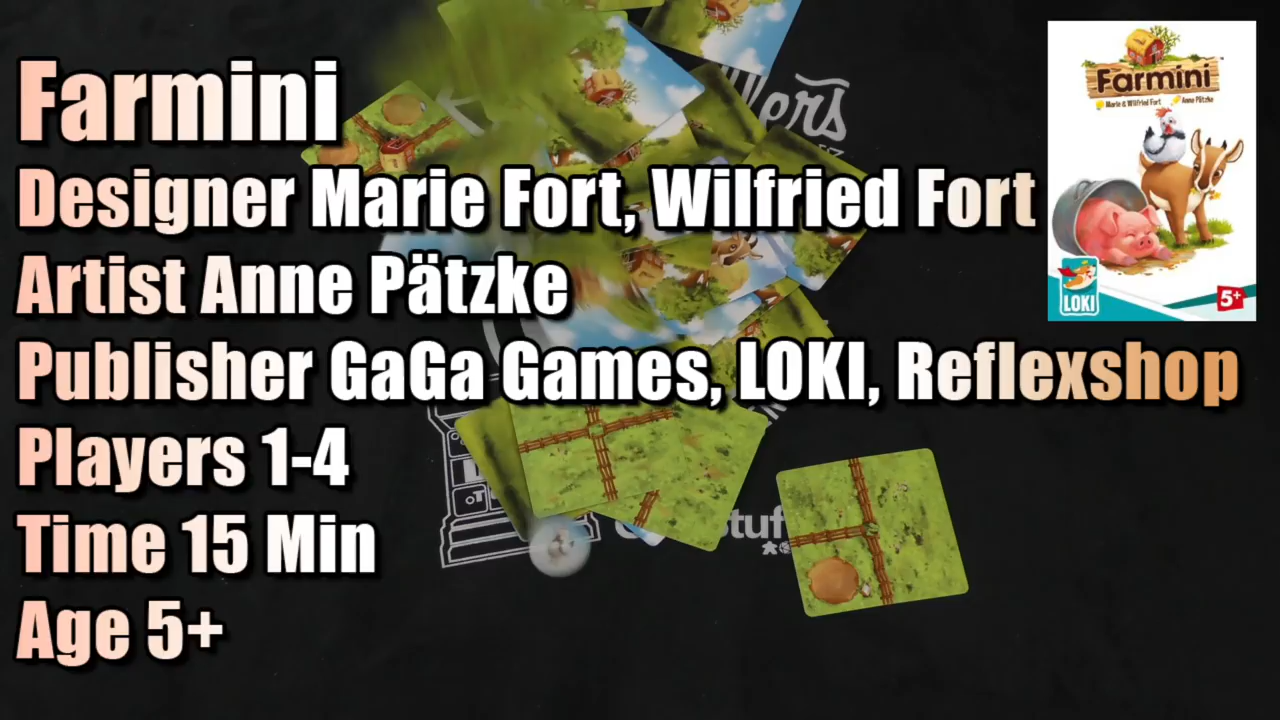 Farmini
Designer Marie Fort, Wilfried Fort
Artist Anne Pätzke
Publisher GaGa Games, LOKI, Reflexshop
Players 1-4
Time 15 Min
Age 5+
Farmini
Marie & Wilfried Fort
Anne Pätzke
LOKI
5+